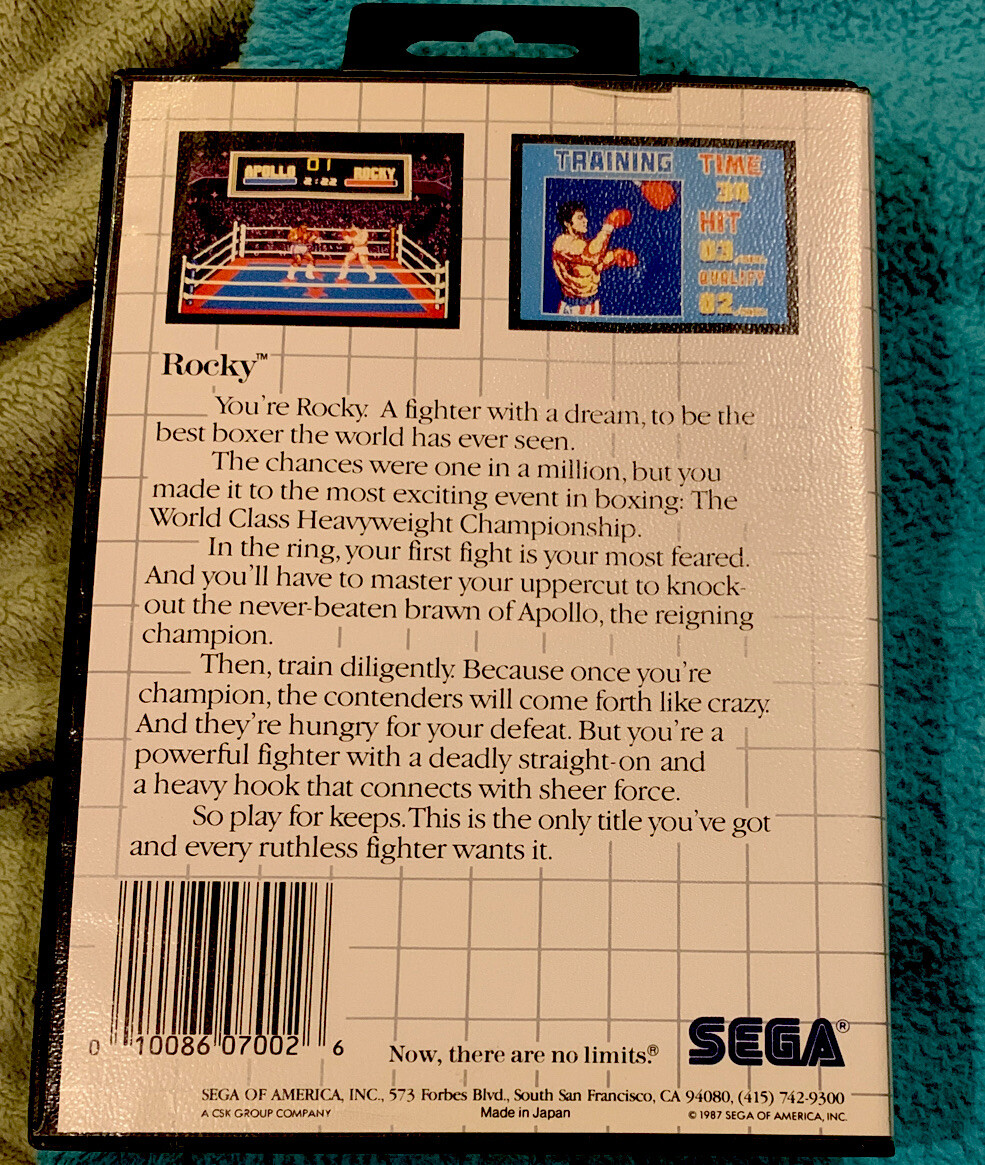 APOLLO 01 ROCKY
2:22
TRAINING TIME
34
HIT
03
QUALIFY
02
Rocky™
You're Rocky. A fighter with a dream, to be the
best boxer the world has ever seen.
The chances were one in a million, but you
made it to the most exciting event in boxing: The
World Class Heavyweight Championship.
In the ring, your first fight is your most feared.
And you'll have to master your uppercut to knock-
out the never-beaten brawn of Apollo, the reigning
champion.
Then, train diligently. Because once you're
champion, the contenders will come forth like crazy.
And they're hungry for your defeat. But you're a
powerful fighter with a deadly straight-on and
a heavy hook that connects with sheer force.
So play for keeps. This is the only title you've got
and every ruthless fighter wants it.
0 10086 07002 6
Now, there are no limits.®
SEGA®
SEGA OF AMERICA, INC., 573 Forbes Blvd., South San Francisco, CA 94080, (415) 742-9300
A CSK GROUP COMPANY Made in Japan © 1987 SEGA OF AMERICA, INC.